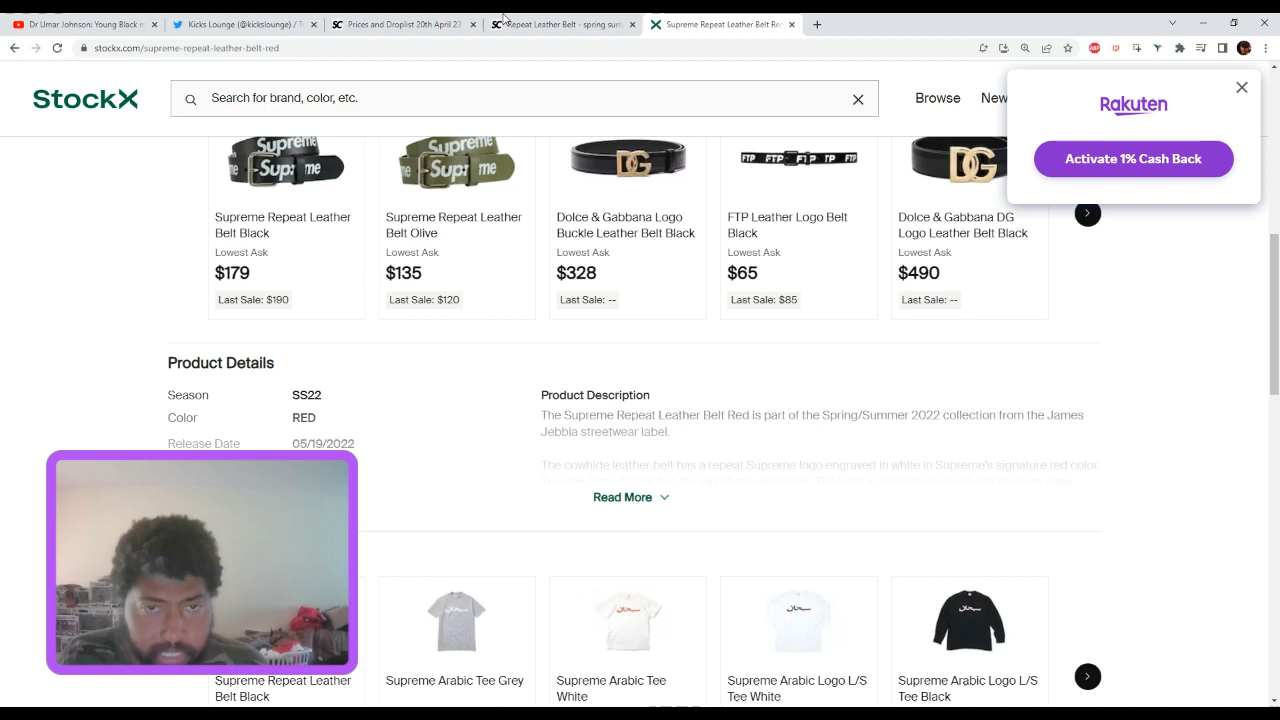 Dr Umar Johnson: Young Black m
Kicks Lounge (@kickslounge) / T
Prices and Droplist 20th April 23
Repeat Leather Belt - spring sum
Supreme Repeat Leather Belt Re
stockx.com/supreme-repeat-leather-belt-red
StockX
Search for brand, color, etc.
Browse
New
Rakuten
Activate 1% Cash Back
Supreme Repeat Leather
Belt Black
Lowest Ask
$179
Last Sale: $190
Supreme Repeat Leather
Belt Olive
Lowest Ask
$135
Last Sale: $120
Dolce & Gabbana Logo
Buckle Leather Belt Black
Lowest Ask
$328
Last Sale: --
FTP Leather Logo Belt
Black
Lowest Ask
$65
Last Sale: $85
Dolce & Gabbana DG
Logo Leather Belt Black
Lowest Ask
$490
Last Sale: --
Product Details
Season SS22
Color RED
Release Date 05/19/2022
Product Description
The Supreme Repeat Leather Belt Red is part of the Spring/Summer 2022 collection from the James
Jebbia streetwear label.
The cowhide leather belt has a repeat Supreme logo engraved in white in Supreme's signature red color.
Read More
Supreme Repeat Leather
Belt Black
Supreme Arabic Tee Grey
Supreme Arabic Tee
White
Supreme Arabic Logo L/S
Tee White
Supreme Arabic Logo L/S
Tee Black